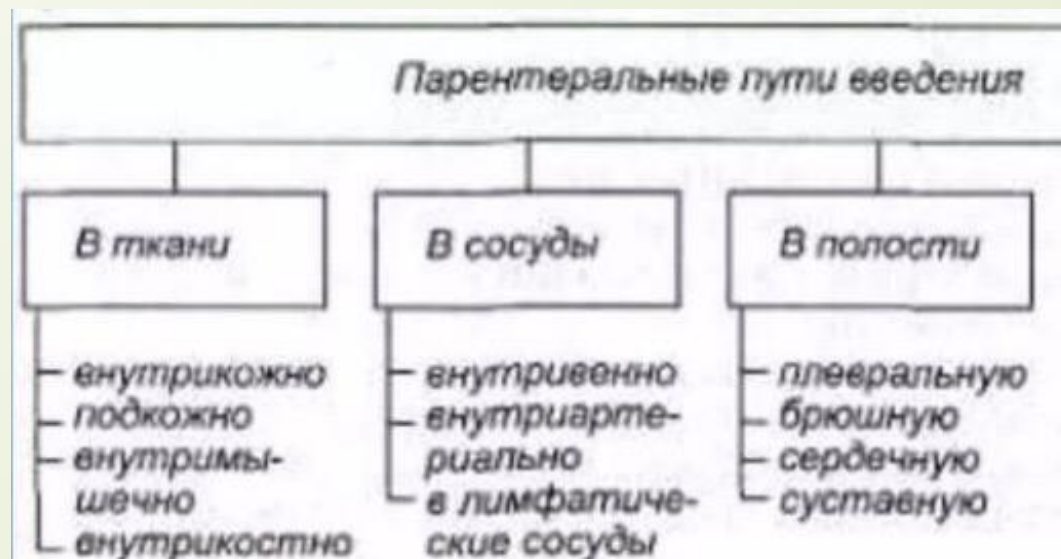 Парентеральные пути введения
В ткани
внутрикожно
подкожно
внутримы-
шечно
внутрикостно
В сосуды
внутривенно
внутриарте-
риально
в лимфатиче-
ские сосуды
В полости
плевральную
брюшную
сердечную
суставную